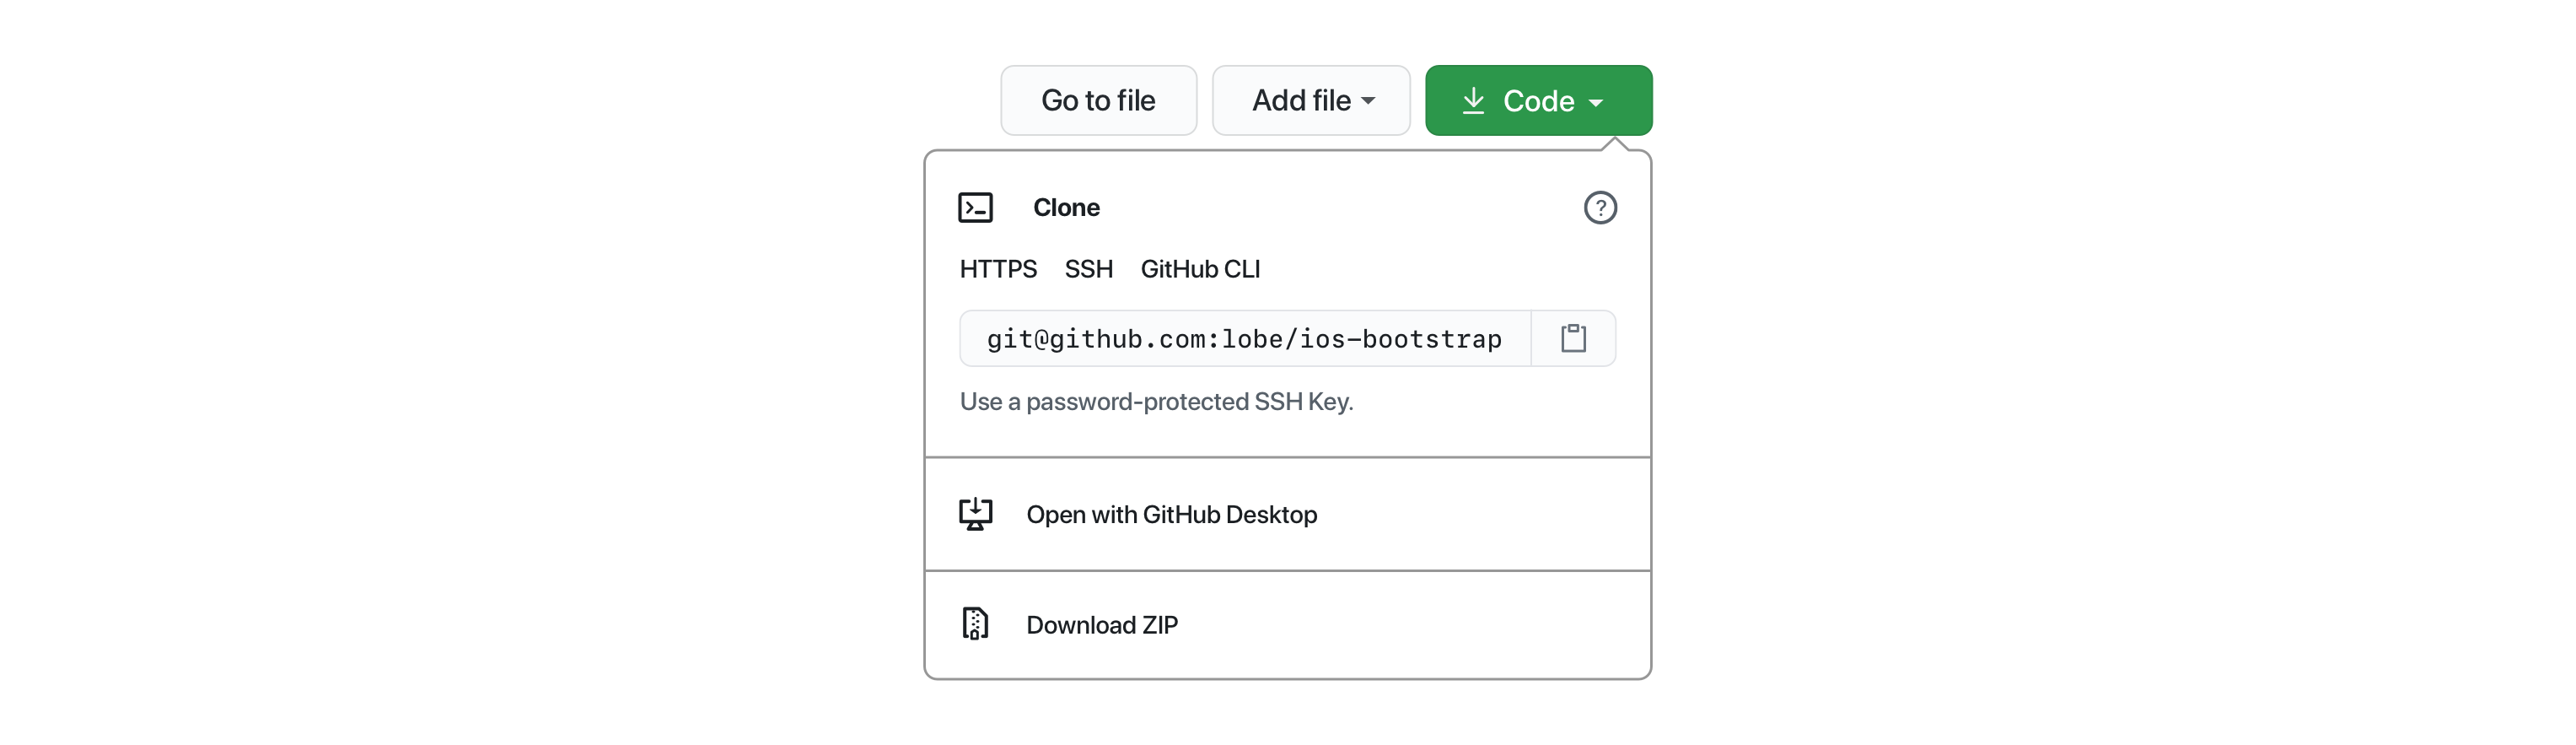 Go to file Add file Code
Clone
HTTPS SSH GitHub CLI
git@github.com:lobe/ios-bootstrap
Use a password-protected SSH Key.
Open with GitHub Desktop
Download ZIP